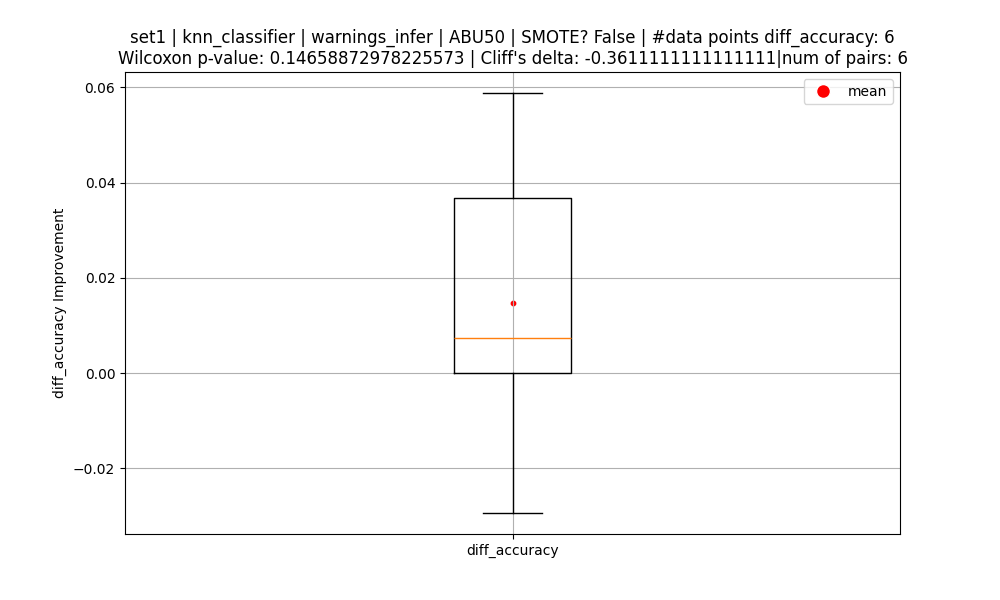 set1 | knn_classifier | warnings_infer | ABU50 | SMOTE? False | #data points diff_accuracy: 6
Wilcoxon p-value: 0.14658872978225573 | Cliff's delta: -0.3611111111111111|num of pairs: 6
mean
0.06
0.04
0.02
0.00
−0.02
diff_accuracy Improvement
diff_accuracy